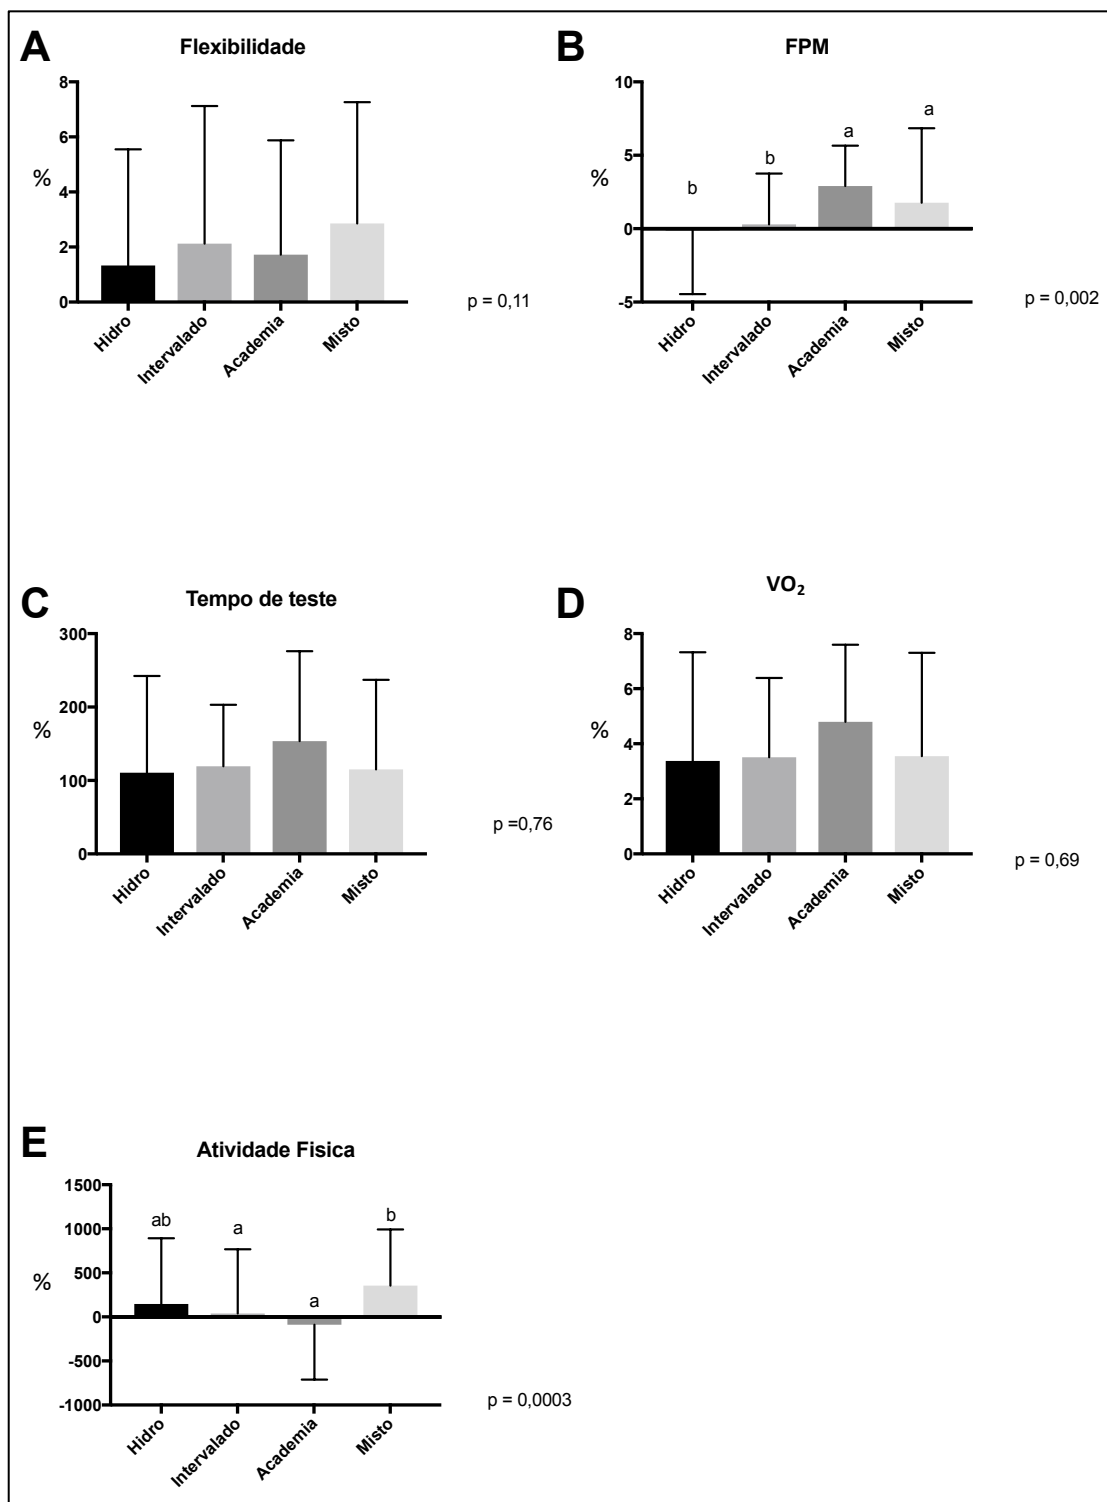 A
Flexibilidade
8
6
4
2
0
%
Hidro
Intervalado
Academia
Misto
p = 0,11
B
FPM
10
5
0
-5
%
b
b
a
a
Hidro
Intervalado
Academia
Misto
p = 0,002
C
Tempo de teste
300
200
100
0
%
Hidro
Intervalado
Academia
Misto
p =0,76
D
VO₂
8
6
4
2
0
%
Hidro
Intervalado
Academia
Misto
p = 0,69
E
Atividade Fisica
1500
1000
500
0
-500
-1000
%
ab
a
a
b
Hidro
Intervalado
Academia
Misto
p = 0,0003